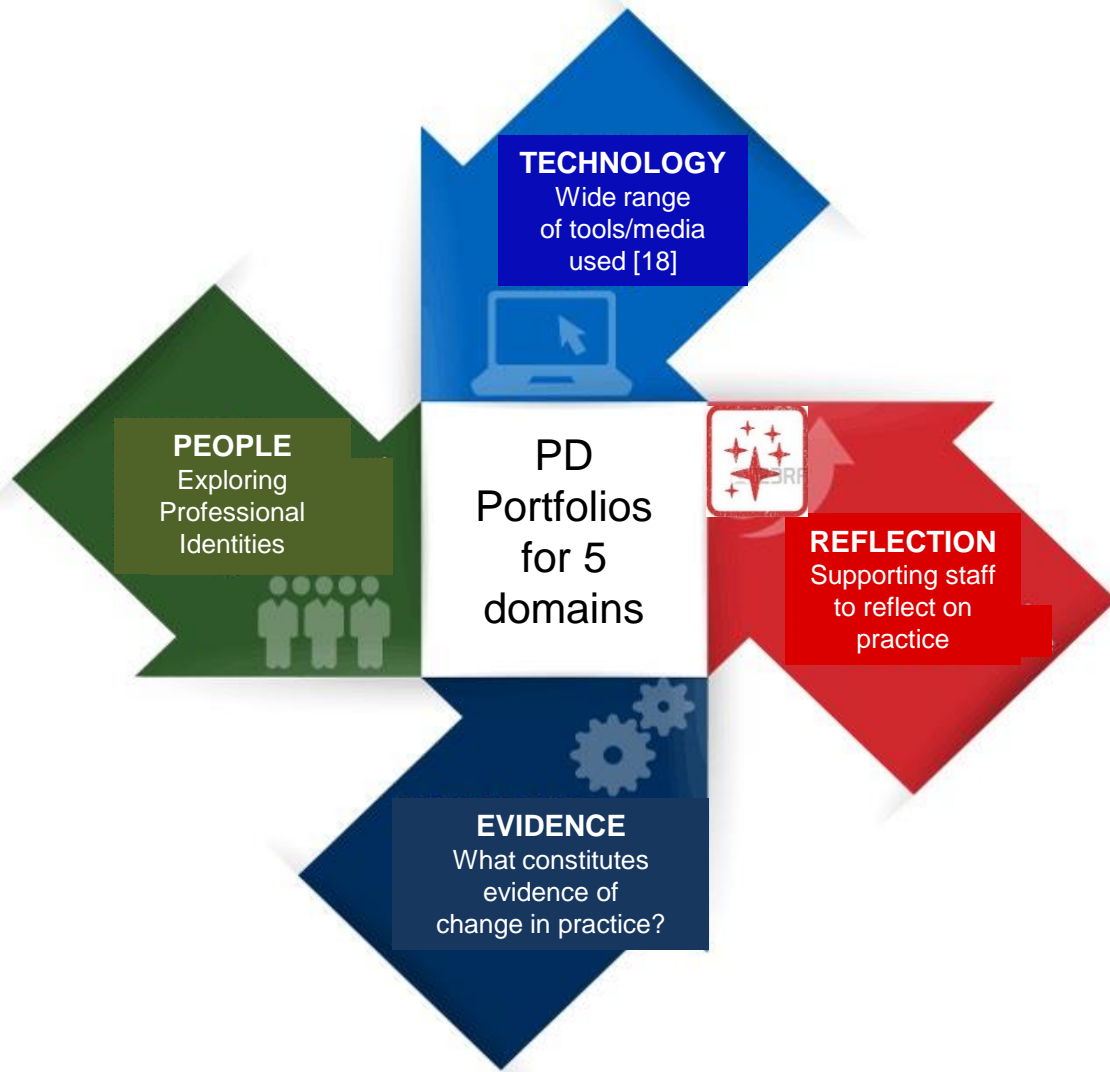 TECHNOLOGY
Wide range
of tools/media
used [18]
PEOPLE
Exploring
Professional
Identities
PD
Portfolios
for 5
domains
REFLECTION
Supporting staff
to reflect on
practice
EVIDENCE
What constitutes
evidence of
change in practice?